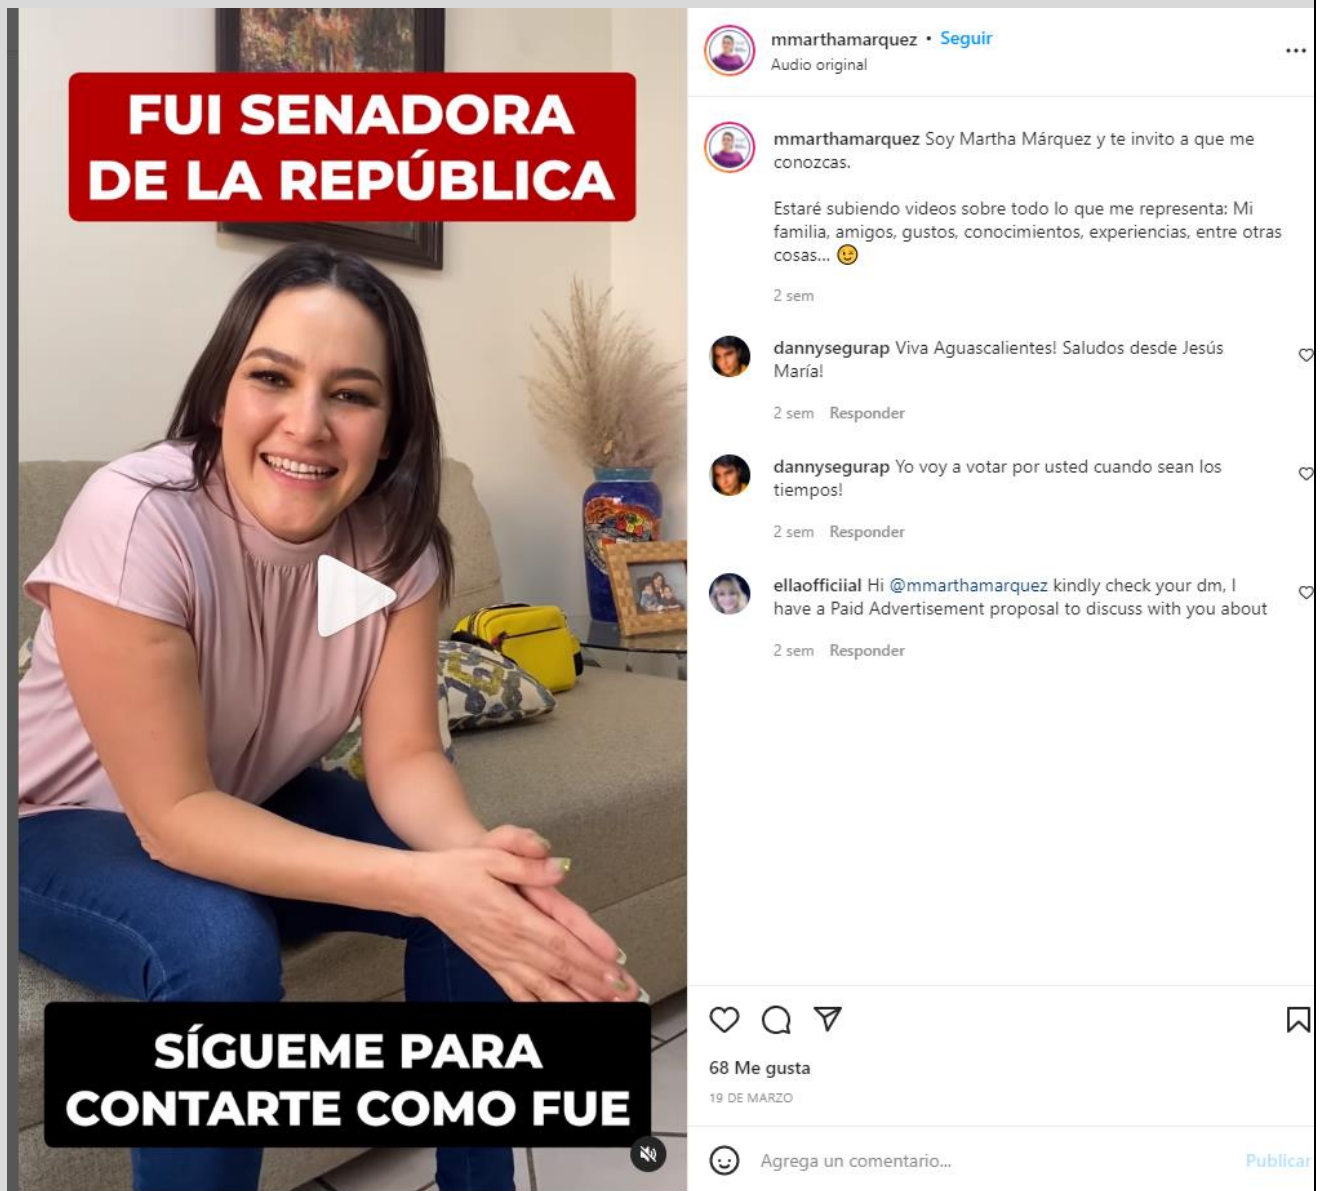 FUI SENADORA
DE LA REPÚBLICA
SÍGUEME PARA
CONTARTE COMO FUE
mmarthamarquez • Seguir
Audio original
mmarthamarquez Soy Martha Márquez y te invito a que me
conozcas.
Estaré subiendo videos sobre todo lo que me representa: Mi
familia, amigos, gustos, conocimientos, experiencias, entre otras
cosas... 😉
2 sem
dannysegurap Viva Aguascalientes! Saludos desde Jesús
María!
2 sem Responder
dannysegurap Yo voy a votar por usted cuando sean los
tiempos!
2 sem Responder
ellaofficiial Hi @mmarthamarquez kindly check your dm, I
have a Paid Advertisement proposal to discuss with you about
2 sem Responder
68 Me gusta
19 DE MARZO
Agrega un comentario...
Publicar